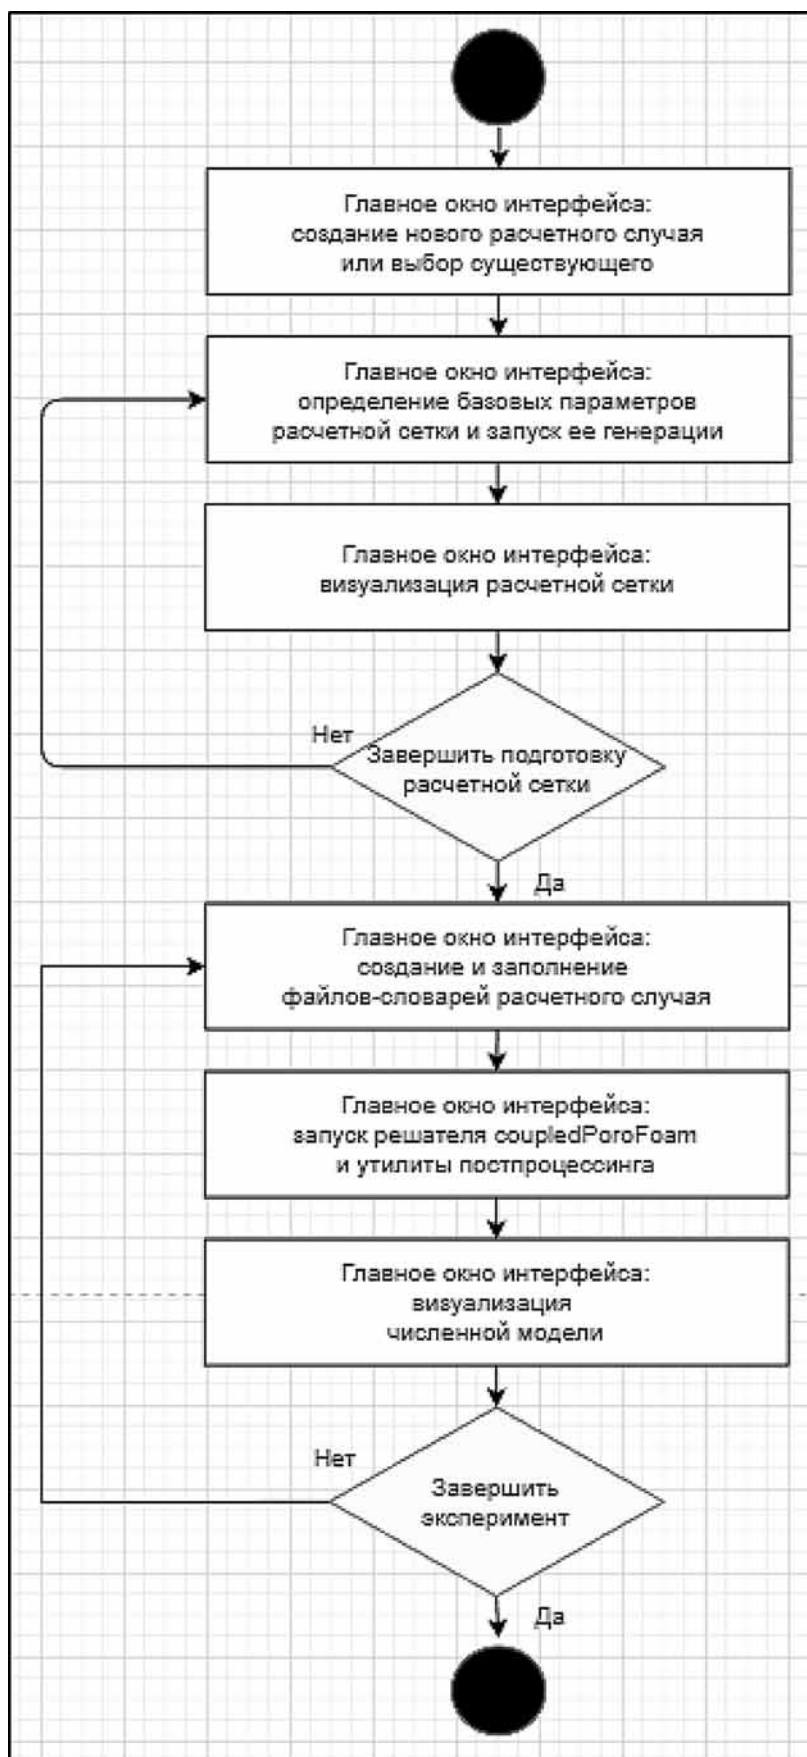 Главное окно интерфейса:
создание нового расчетного случая
или выбор существующего
Главное окно интерфейса:
определение базовых параметров
расчетной сетки и запуск ее генерации
Главное окно интерфейса:
визуализация расчетной сетки
Нет
Завершить подготовку
расчетной сетки
Да
Главное окно интерфейса:
создание и заполнение
файлов-словарей расчетного случая
Главное окно интерфейса:
запуск решателя coupledPoroFoam
и утилиты постпроцессинга
Главное окно интерфейса:
визуализация
численной модели
Нет
Завершить
эксперимент
Да